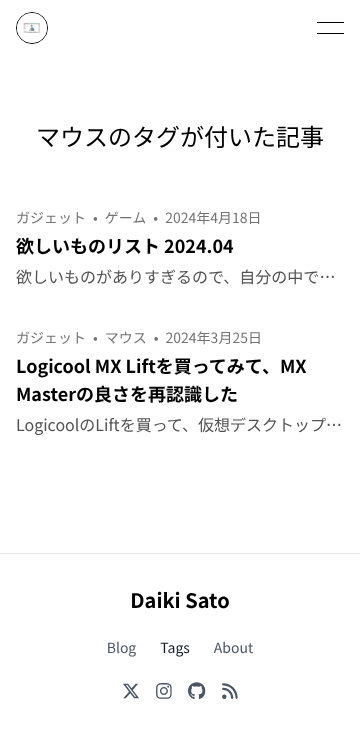 マウスのタグが付いた記事
ガジェット • ゲーム • 2024年4月18日
欲しいものリスト 2024.04
欲しいものがありすぎるので、自分の中で…
ガジェット • マウス • 2024年3月25日
Logicool MX Liftを買ってみて、MX
Masterの良さを再認識した
LogicoolのLiftを買って、仮想デスクトップ…
Daiki Sato
Blog Tags About